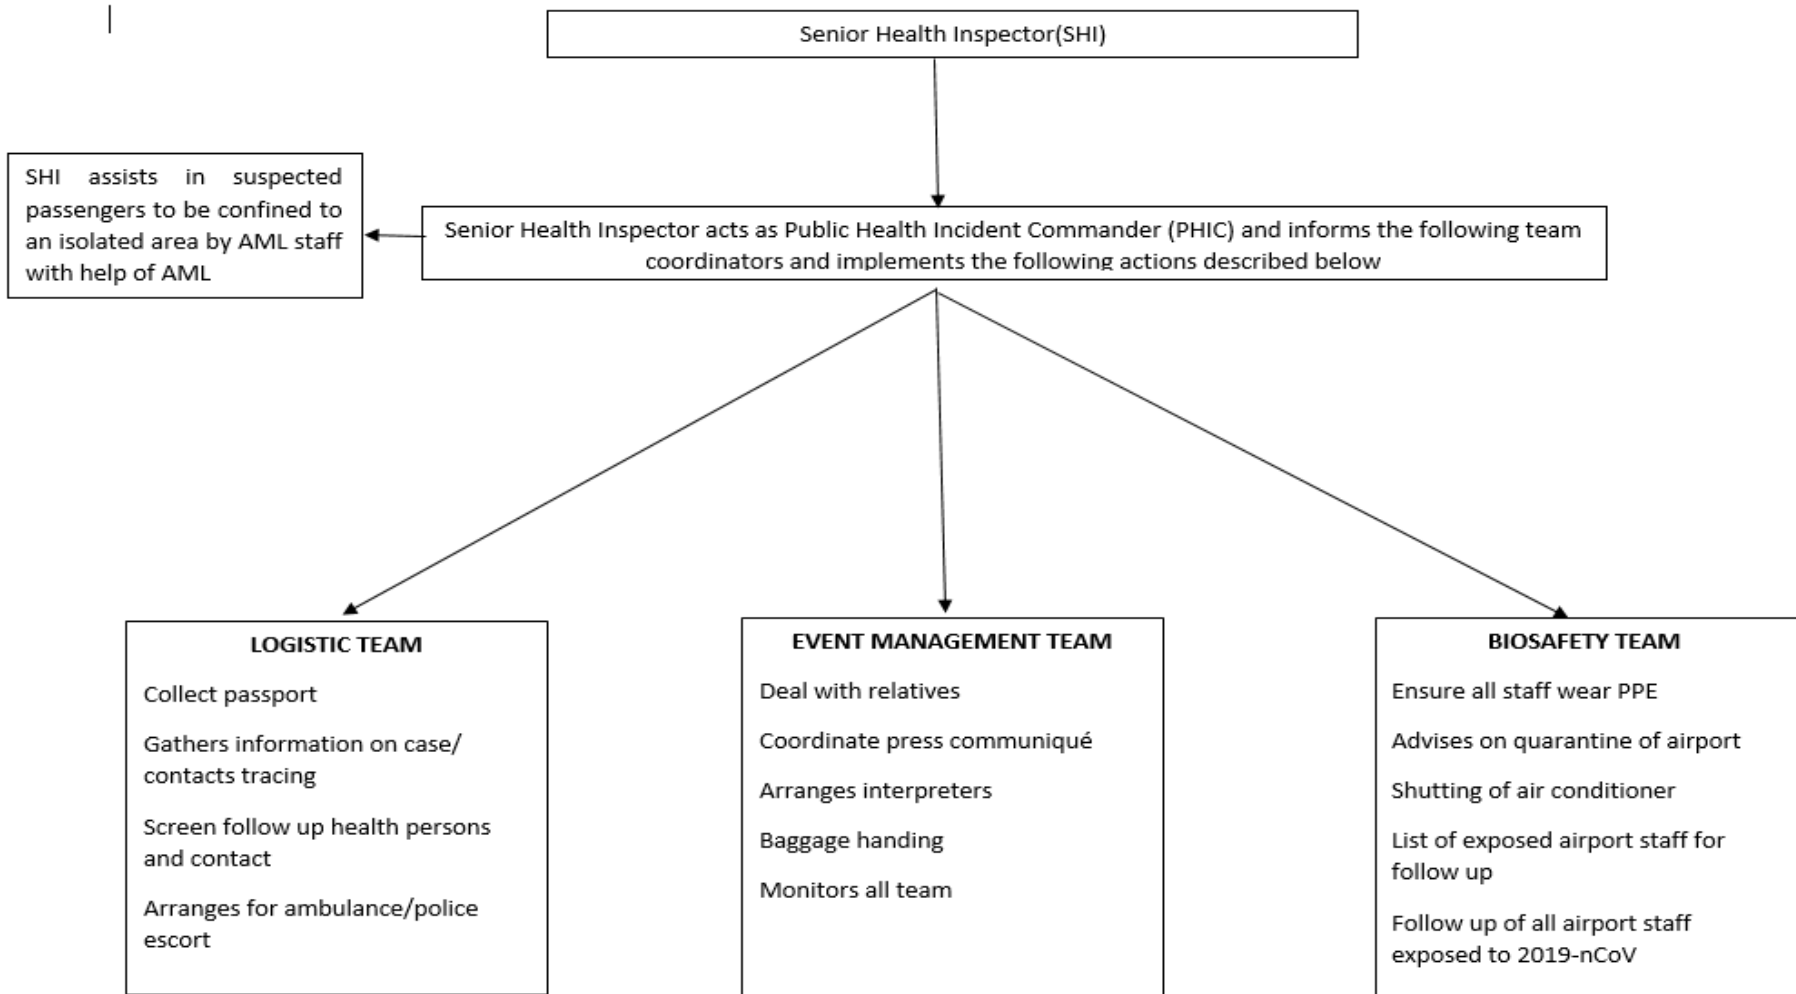 Senior Health Inspector(SHI)
SHI assists in suspected
passengers to be confined to
an isolated area by AML staff
with help of AML
Senior Health Inspector acts as Public Health Incident Commander (PHIC) and informs the following team
coordinators and implements the following actions described below
LOGISTIC TEAM
Collect passport
Gathers information on case/
contacts tracing
Screen follow up health persons
and contact
Arranges for ambulance/police
escort
EVENT MANAGEMENT TEAM
Deal with relatives
Coordinate press communiqué
Arranges interpreters
Baggage handing
Monitors all team
BIOSAFETY TEAM
Ensure all staff wear PPE
Advises on quarantine of airport
Shutting of air conditioner
List of exposed airport staff for
follow up
Follow up of all airport staff
exposed to 2019-nCoV